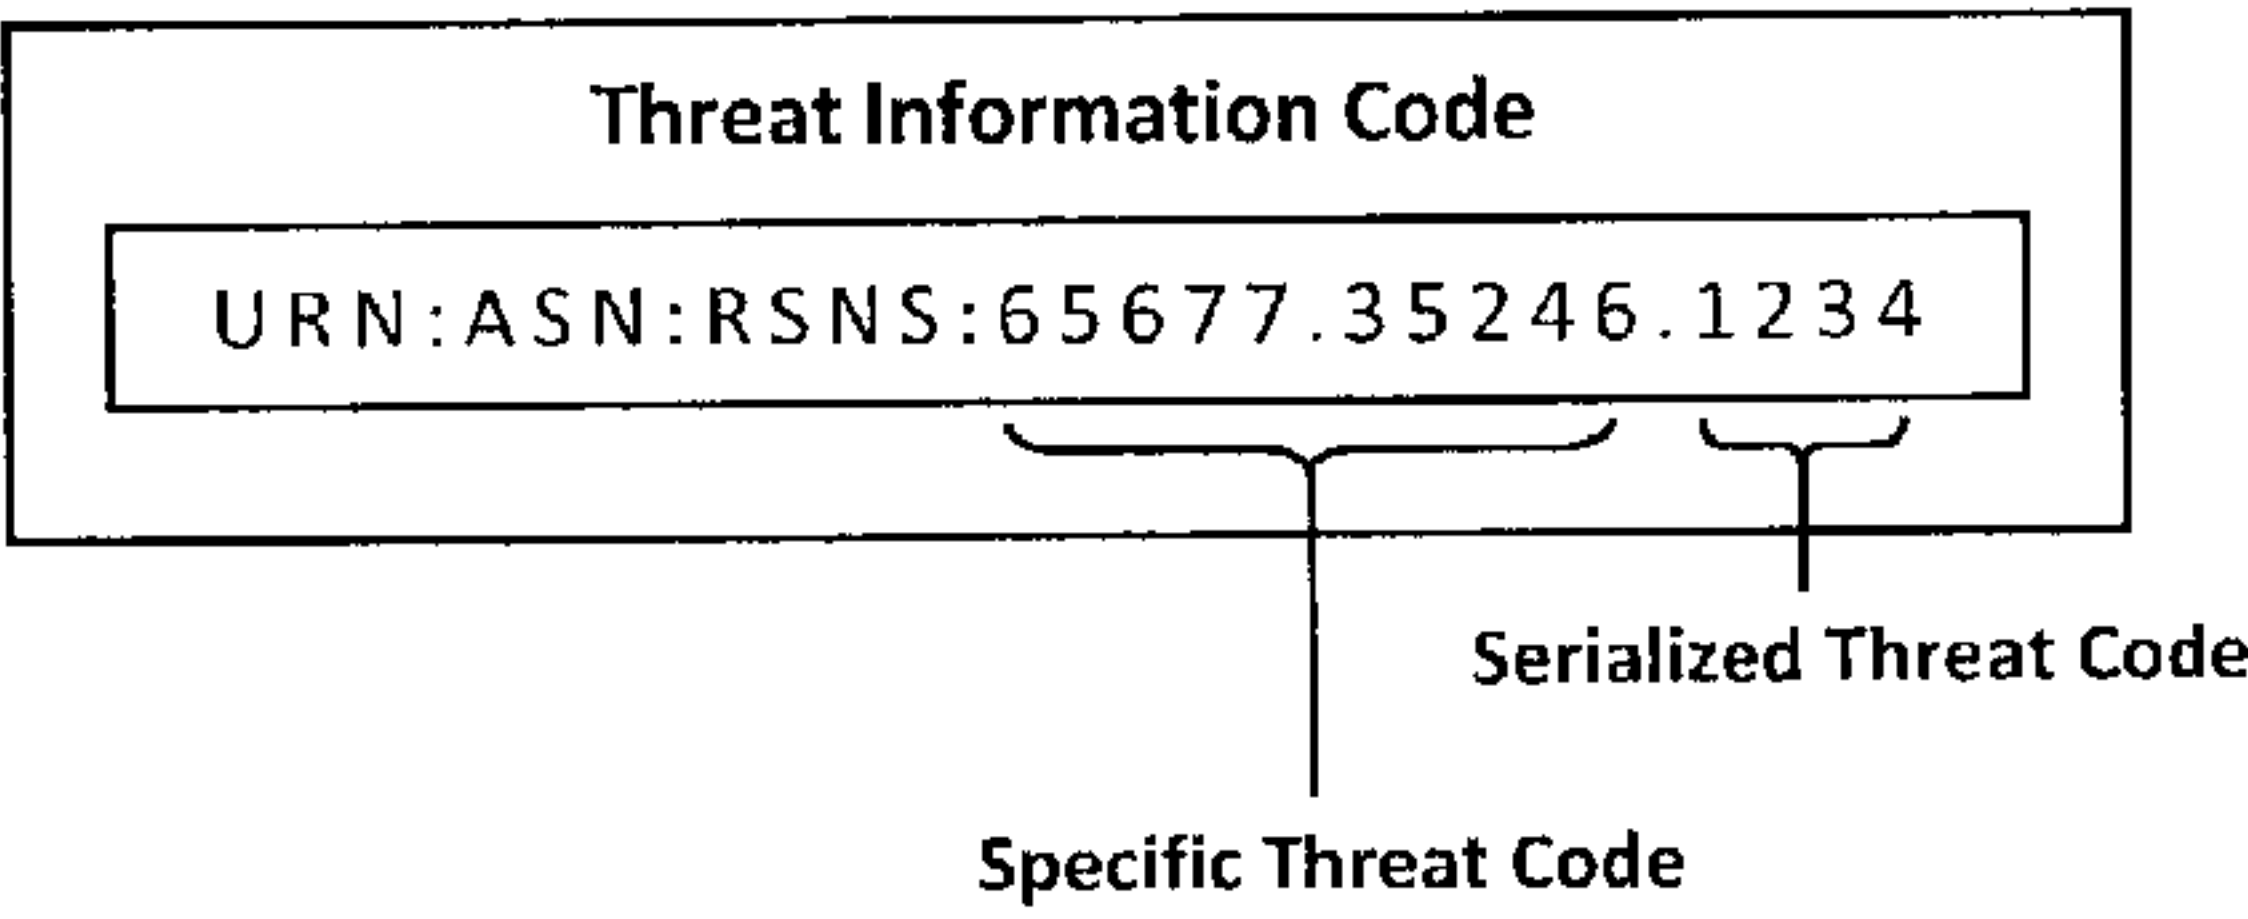 Threat Information Code
URN:ASN:RSNS:65677.35246.1234
Serialized Threat Code
Specific Threat Code